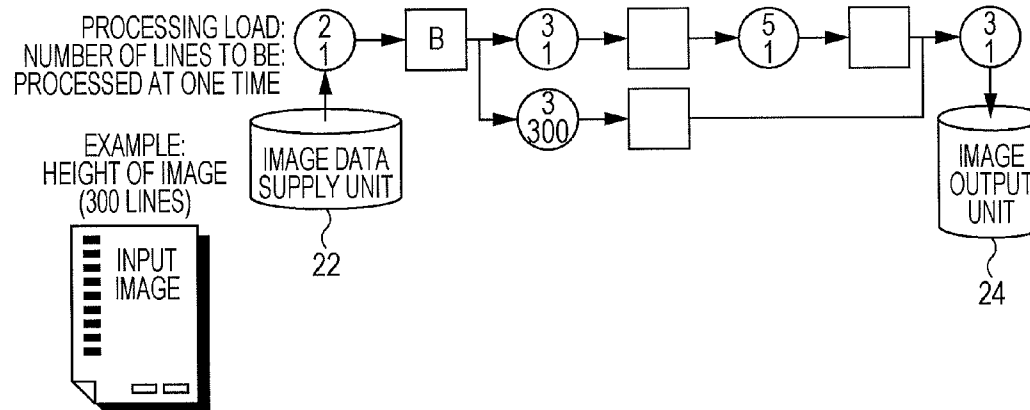 PROCESSING LOAD:
NUMBER OF LINES TO BE:
PROCESSED AT ONE TIME
2
1
B
3
1
5
1
3
1
3
300
IMAGE DATA
SUPPLY UNIT
22
IMAGE
OUTPUT
UNIT
24
EXAMPLE:
HEIGHT OF IMAGE
(300 LINES)
INPUT
IMAGE